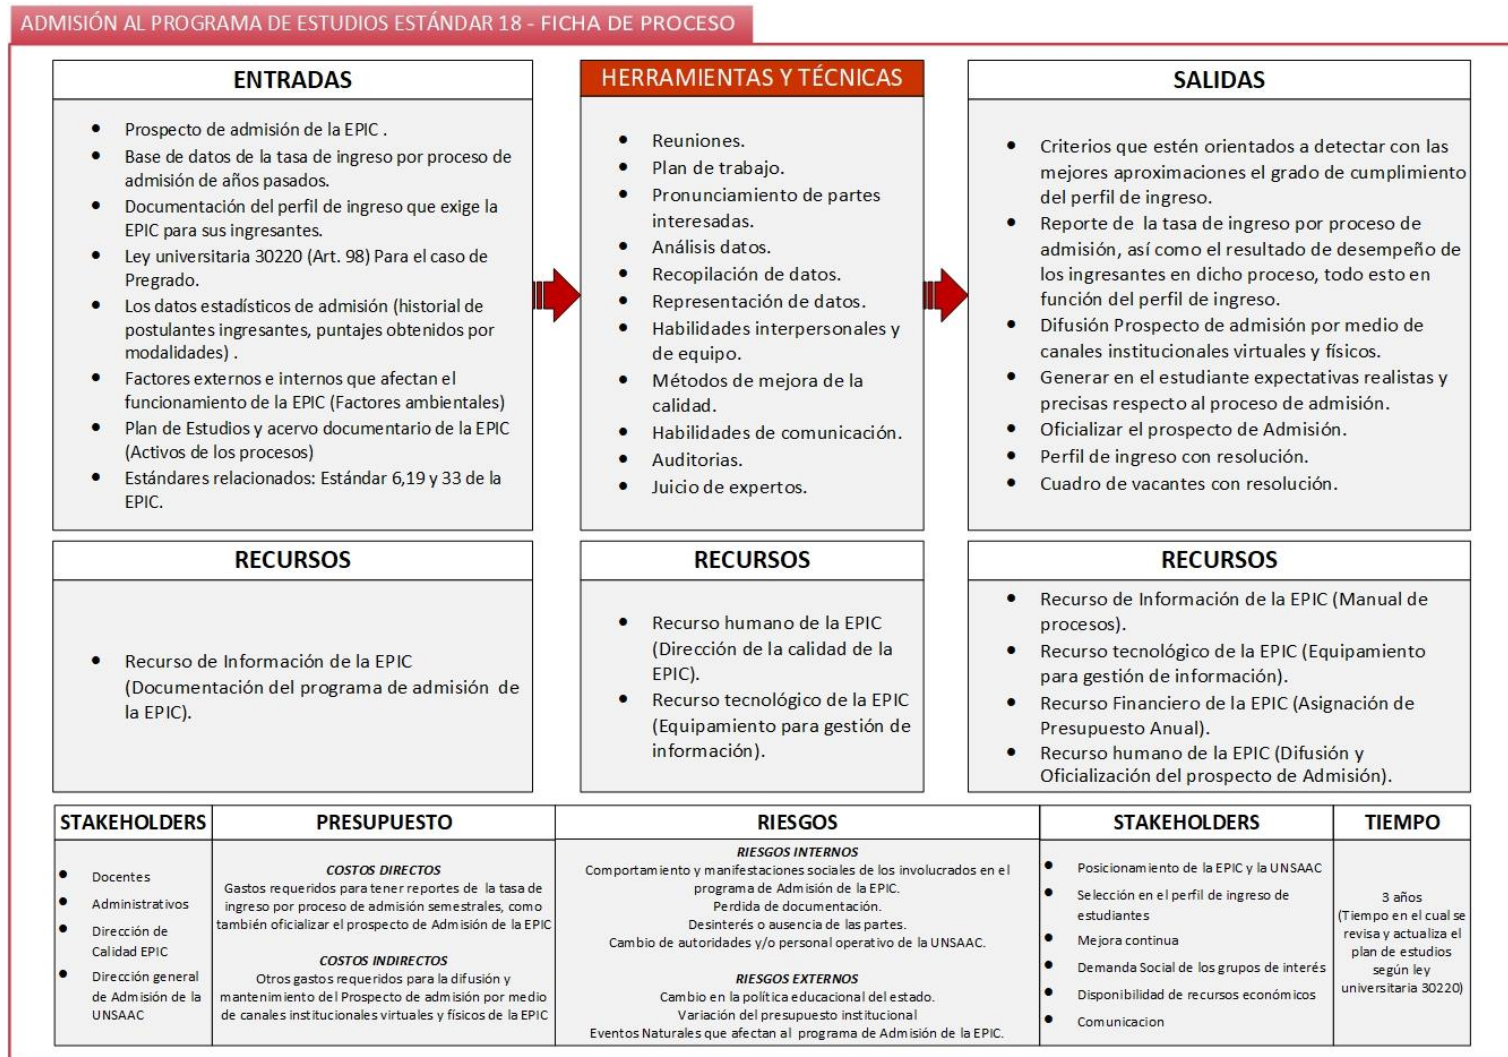 ADMISIÓN AL PROGRAMA DE ESTUDIOS ESTÁNDAR 18 - FICHA DE PROCESO
ENTRADAS
• Prospecto de admisión de la EPIC .
• Base de datos de la tasa de ingreso por proceso de
admisión de años pasados.
• Documentación del perfil de ingreso que exige la
EPIC para sus ingresantes.
• Ley universitaria 30220 (Art. 98) Para el caso de
Pregrado.
• Los datos estadísticos de admisión (historial de
postulantes ingresantes, puntajes obtenidos por
modalidades) .
• Factores externos e internos que afectan el
funcionamiento de la EPIC (Factores ambientales)
• Plan de Estudios y acervo documentario de la EPIC
(Activos de los procesos)
• Estándares relacionados: Estándar 6,19 y 33 de la
EPIC.
HERRAMIENTAS Y TÉCNICAS
• Reuniones.
• Plan de trabajo.
• Pronunciamiento de partes
interesadas.
• Análisis datos.
• Recopilación de datos.
• Representación de datos.
• Habilidades interpersonales y
de equipo.
• Métodos de mejora de la
calidad.
• Habilidades de comunicación.
• Auditorias.
• Juicio de expertos.
SALIDAS
• Criterios que estén orientados a detectar con las
mejores aproximaciones el grado de cumplimiento
del perfil de ingreso.
• Reporte de la tasa de ingreso por proceso de
admisión, así como el resultado de desempeño de
los ingresantes en dicho proceso, todo esto en
función del perfil de ingreso.
• Difusión Prospecto de admisión por medio de
canales institucionales virtuales y físicos.
• Generar en el estudiante expectativas realistas y
precisas respecto al proceso de admisión.
• Oficializar el prospecto de Admisión.
• Perfil de ingreso con resolución.
• Cuadro de vacantes con resolución.
RECURSOS
• Recurso de Información de la EPIC
(Documentación del programa de admisión de
la EPIC).
RECURSOS
• Recurso humano de la EPIC
(Dirección de la calidad de la
EPIC).
• Recurso tecnológico de la EPIC
(Equipamiento para gestión de
información).
RECURSOS
• Recurso de Información de la EPIC (Manual de
procesos).
• Recurso tecnológico de la EPIC (Equipamiento
para gestión de información).
• Recurso Financiero de la EPIC (Asignación de
Presupuesto Anual).
• Recurso humano de la EPIC (Difusión y
Oficialización del prospecto de Admisión).
STAKEHOLDERS
• Docentes
• Administrativos
• Dirección de
Calidad EPIC
• Dirección general
de Admisión de la
UNSAAC
PRESUPUESTO
COSTOS DIRECTOS
Gastos requeridos para tener reportes de la tasa de
ingreso por proceso de admisión semestrales, como
también oficializar el prospecto de Admisión de la EPIC
COSTOS INDIRECTOS
Otros gastos requeridos para la difusión y
mantenimiento del Prospecto de admisión por medio
de canales institucionales virtuales y físicos de la EPIC
RIESGOS
RIESGOS INTERNOS
Comportamiento y manifestaciones sociales de los involucrados en el
programa de Admisión de la EPIC.
Perdida de documentación.
Desinterés o ausencia de las partes.
Cambio de autoridades y/o personal operativo de la UNSAAC.
RIESGOS EXTERNOS
Cambio en la política educacional del estado.
Variación del presupuesto institucional
Eventos Naturales que afectan al programa de Admisión de la EPIC.
STAKEHOLDERS
• Posicionamiento de la EPIC y la UNSAAC
• Selección en el perfil de ingreso de
estudiantes
• Mejora continua
• Demanda Social de los grupos de interés
• Disponibilidad de recursos económicos
• Comunicacion
TIEMPO
3 años
(Tiempo en el cual se
revisa y actualiza el
plan de estudios
según ley
universitaria 30220)